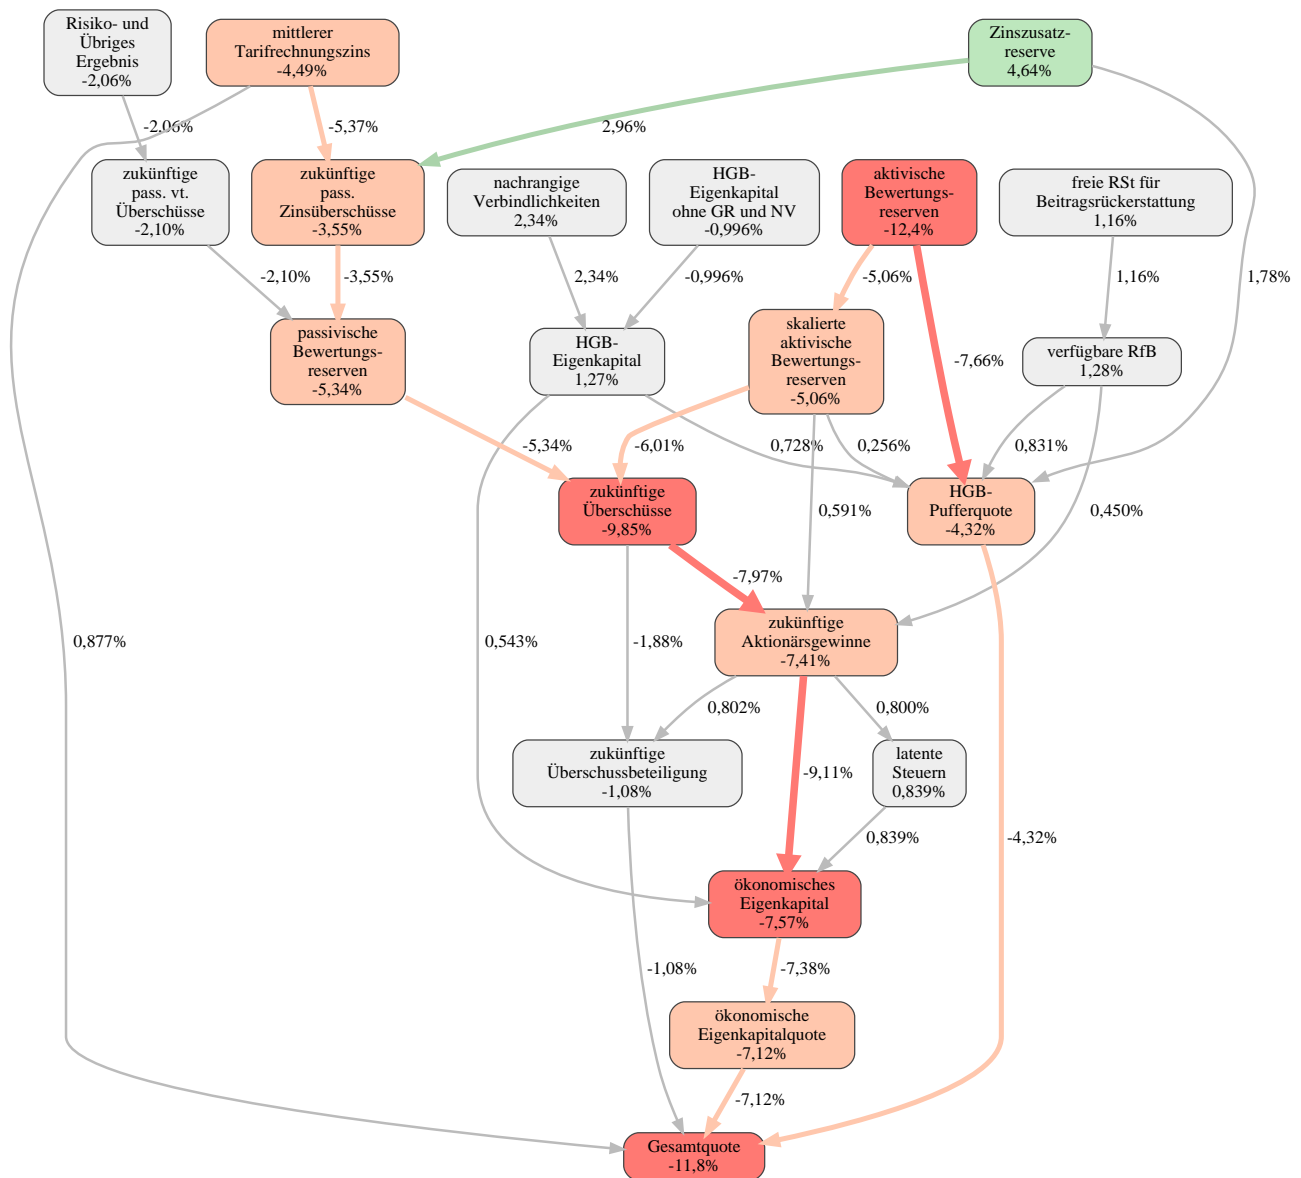 Risiko- und
Übriges
Ergebnis
-2,06%
mittlerer
Tarifrechnungszins
-4,49%
Zinszusatz-
reserve
4,64%
-2,06%
-5,37%
2,96%
zukünftige
pass. vt.
Überschüsse
-2,10%
zukünftige
pass.
Zinsüberschüsse
-3,55%
nachrangige
Verbindlichkeiten
2,34%
HGB-
Eigenkapital
ohne GR und NV
-0,996%
aktivische
Bewertungs-
reserven
-12,4%
freie RSt für
Beitragsrückerstattung
1,16%
-2,10%
-3,55%
2,34%
-0,996%
-5,06%
1,16%
1,78%
passivische
Bewertungs-
reserven
-5,34%
HGB-
Eigenkapital
1,27%
skalierte
aktivische
Bewertungs-
reserven
-5,06%
-7,66%
verfügbare RfB
1,28%
-5,34%
-6,01%
0,728%
0,256%
0,831%
zukünftige
Überschüsse
-9,85%
0,591%
HGB-
Pufferquote
-4,32%
0,450%
-7,97%
0,877%
0,543%
-1,88%
zukünftige
Aktionärsgewinne
-7,41%
0,802%
0,800%
zukünftige
Überschussbeteiligung
-1,08%
-9,11%
latente
Steuern
0,839%
0,839%
-4,32%
ökonomisches
Eigenkapital
-7,57%
-1,08%
-7,38%
ökonomische
Eigenkapitalquote
-7,12%
-7,12%
Gesamtquote
-11,8%